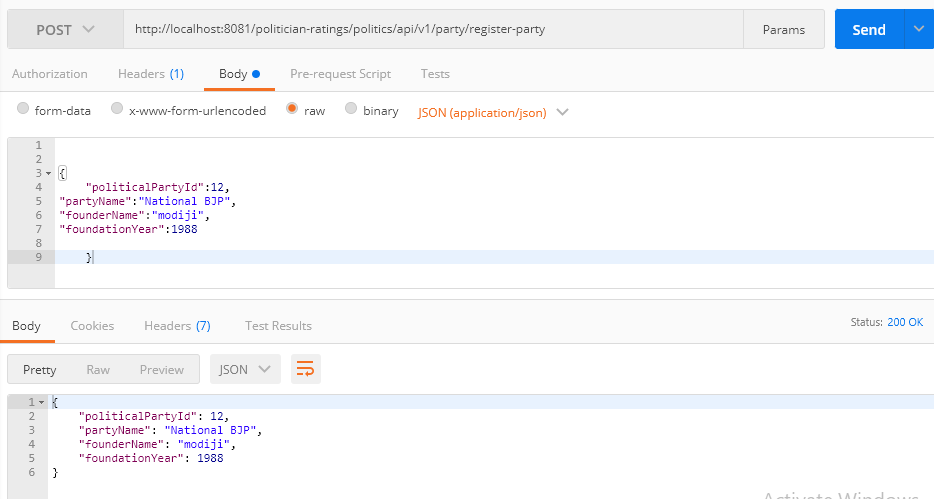 POST http://localhost:8081/politician-ratings/politics/api/v1/party/register-party Params Send
Authorization Headers (1) Body Pre-request Script Tests
form-data x-www-form-urlencoded raw binary JSON (application/json)
1
2
3 {
4 "politicalPartyId":12,
5 "partyName":"National BJP",
6 "founderName":"modiji",
7 "foundationYear":1988
8
9 }
Body Cookies Headers (7) Test Results Status: 200 OK
Pretty Raw Preview JSON
1 {
2 "politicalPartyId": 12,
3 "partyName": "National BJP",
4 "founderName": "modiji",
5 "foundationYear": 1988
6 }
Activate Windows